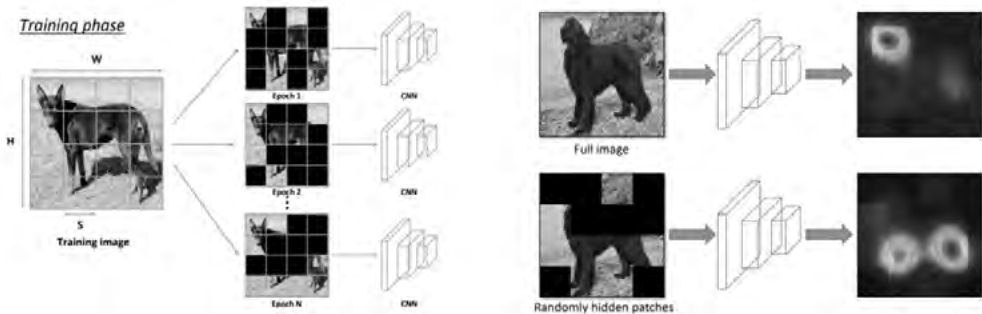 Training phase
W
H
S
Training image
Epoch 1
CNN
Epoch 2
CNN
Epoch N
CNN
Full image
Randomly hidden patches